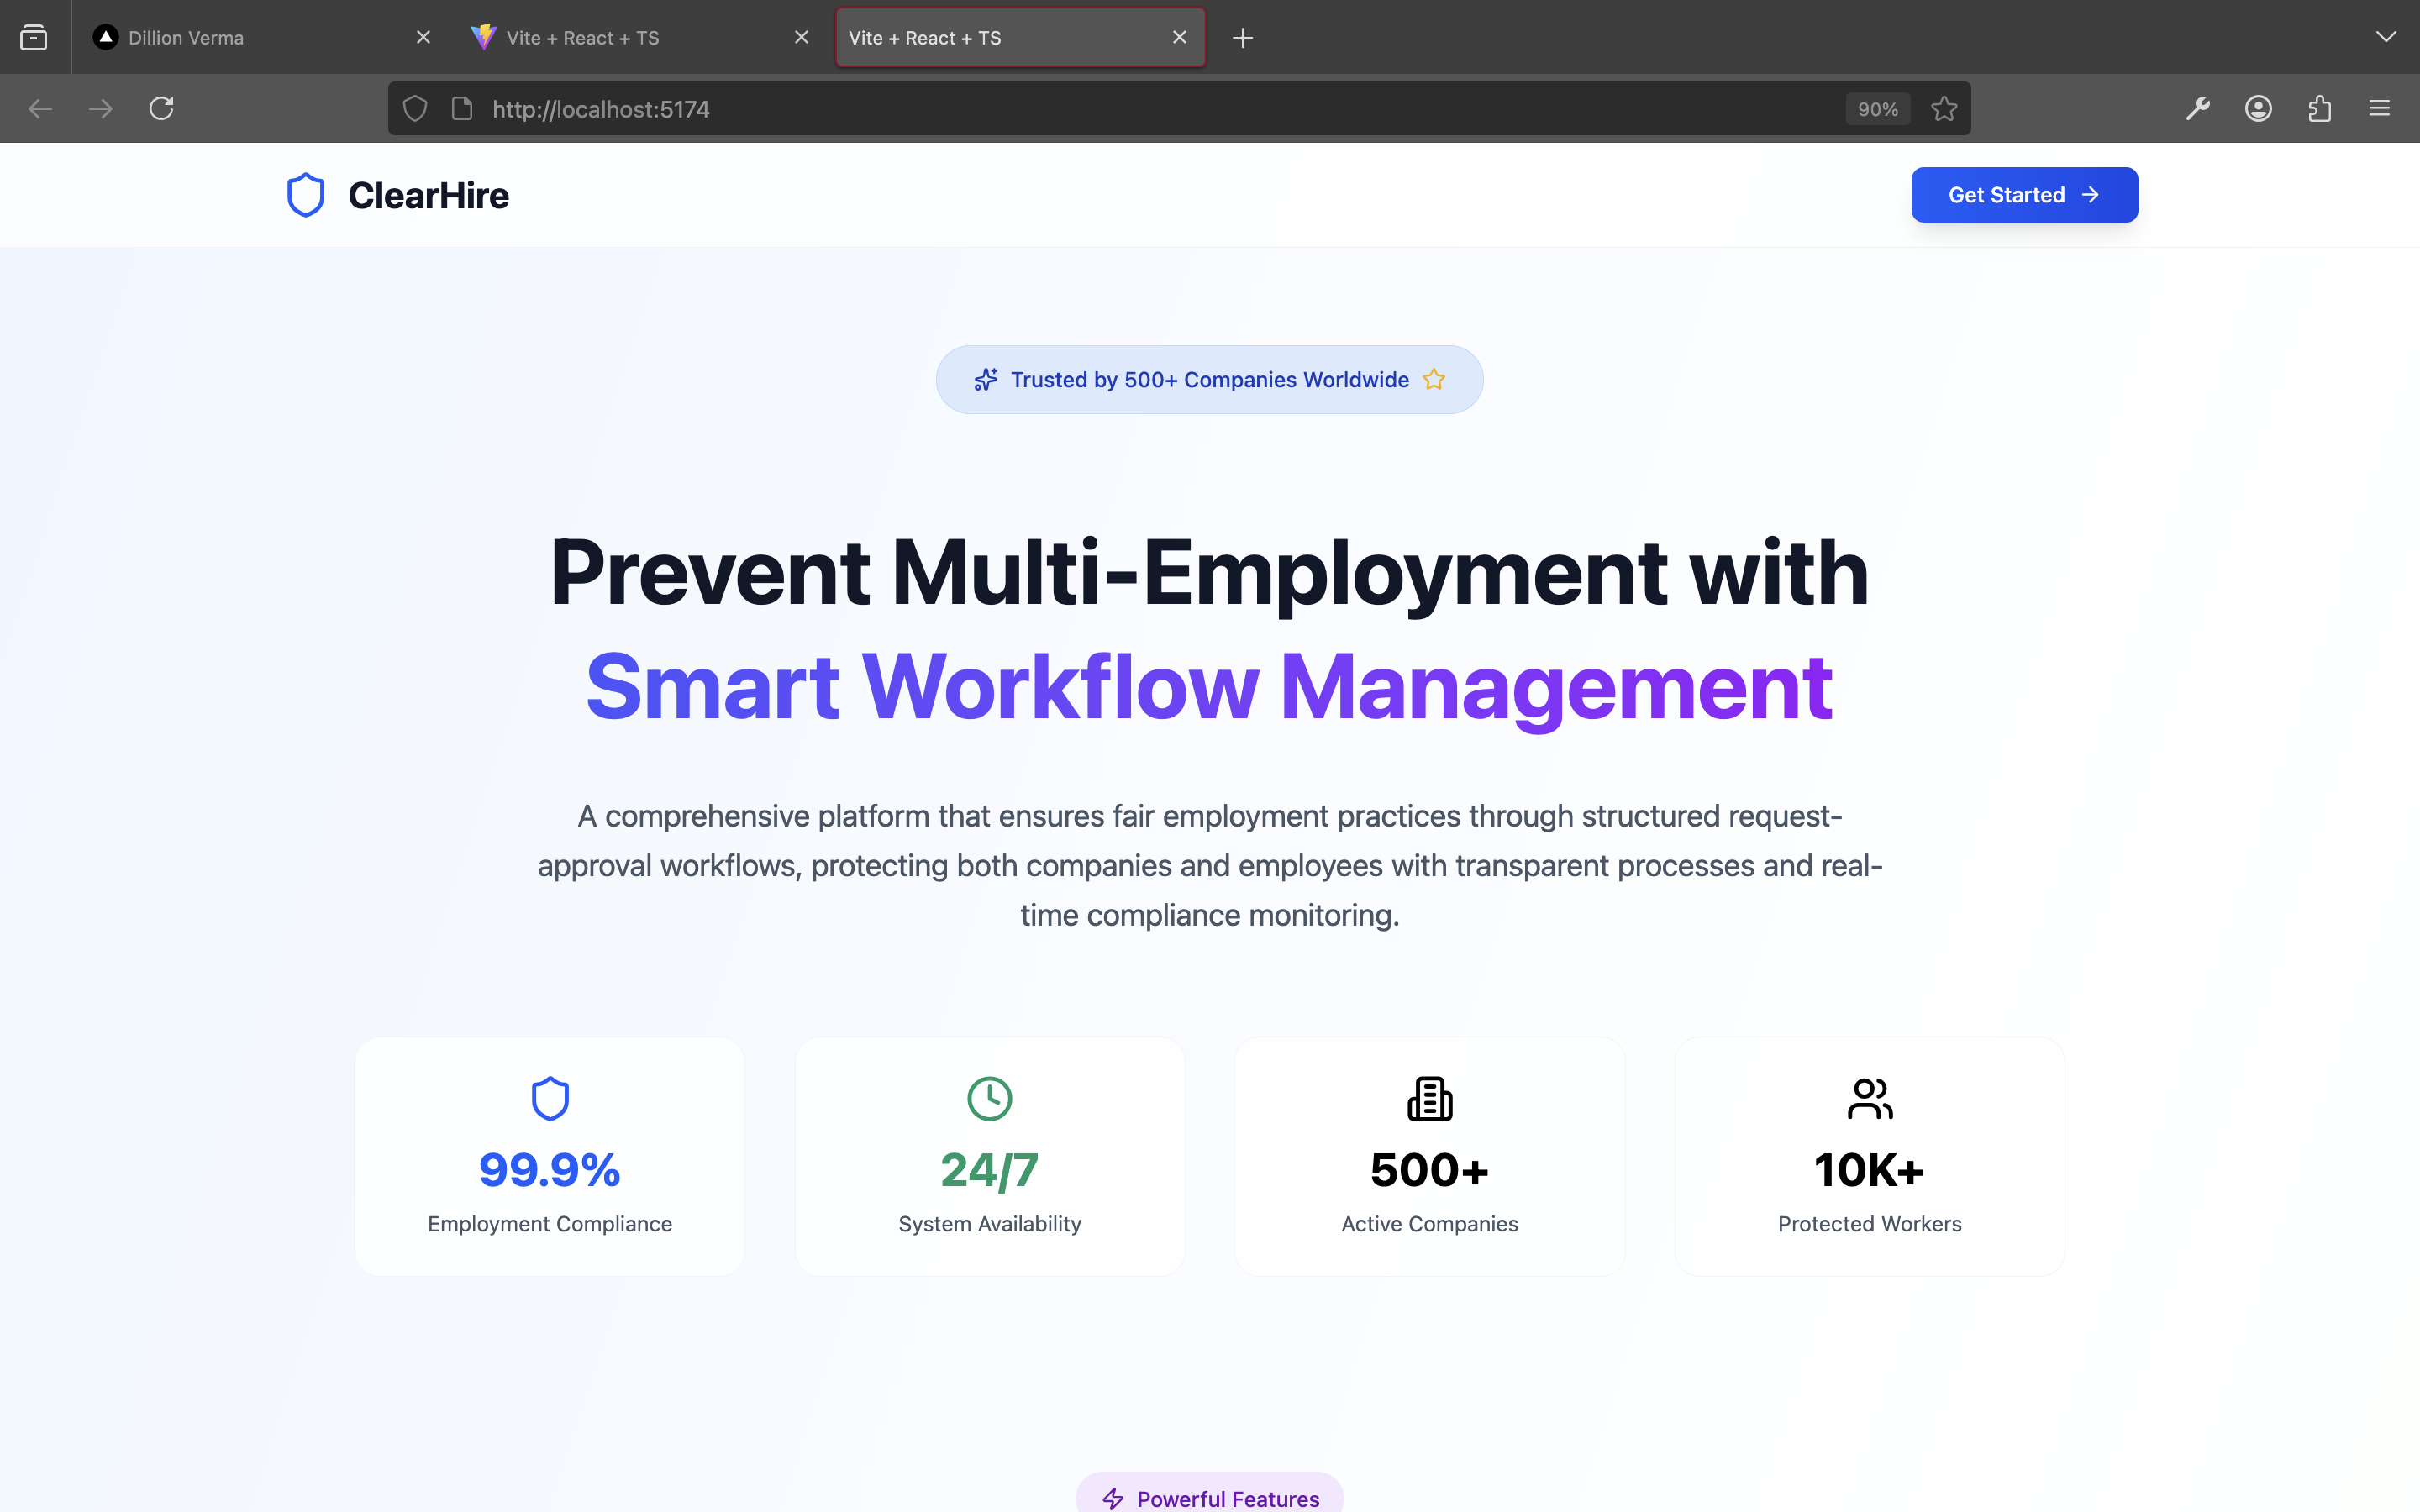 Dillion Verma
Vite + React + TS
Vite + React + TS
http://localhost:5174
90%
ClearHire
Get Started
Trusted by 500+ Companies Worldwide
Prevent Multi-Employment with
Smart Workflow Management
A comprehensive platform that ensures fair employment practices through structured request-
approval workflows, protecting both companies and employees with transparent processes and real-
time compliance monitoring.
99.9%
Employment Compliance
24/7
System Availability
500+
Active Companies
10K+
Protected Workers
Powerful Features